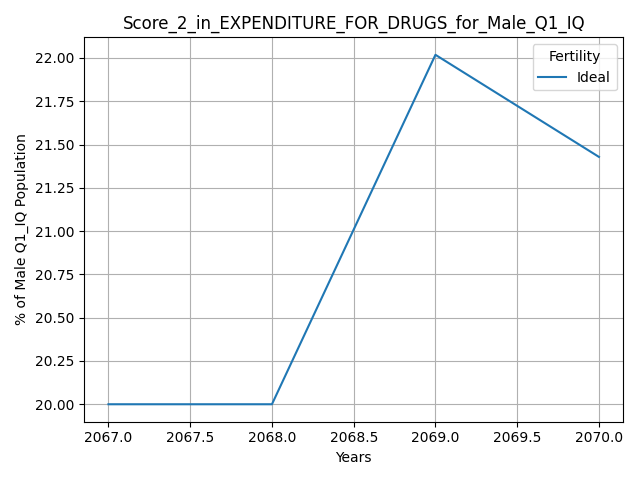 Score_2_in_EXPENDITURE_FOR_DRUGS_for_Male_Q1_IQ
Fertility
Ideal
% of Male Q1_IQ Population
22.00
21.75
21.50
21.25
21.00
20.75
20.50
20.25
20.00
2067.0 2067.5 2068.0 2068.5 2069.0 2069.5 2070.0
Years